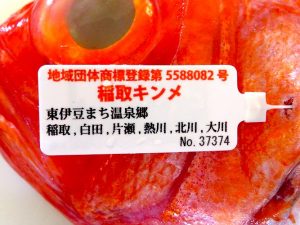 地域団体商標登録第5588082号
稲取キンメ
東伊豆まち温泉郷
稲取,白田,片瀬,熱川,北川,大川
No.37374